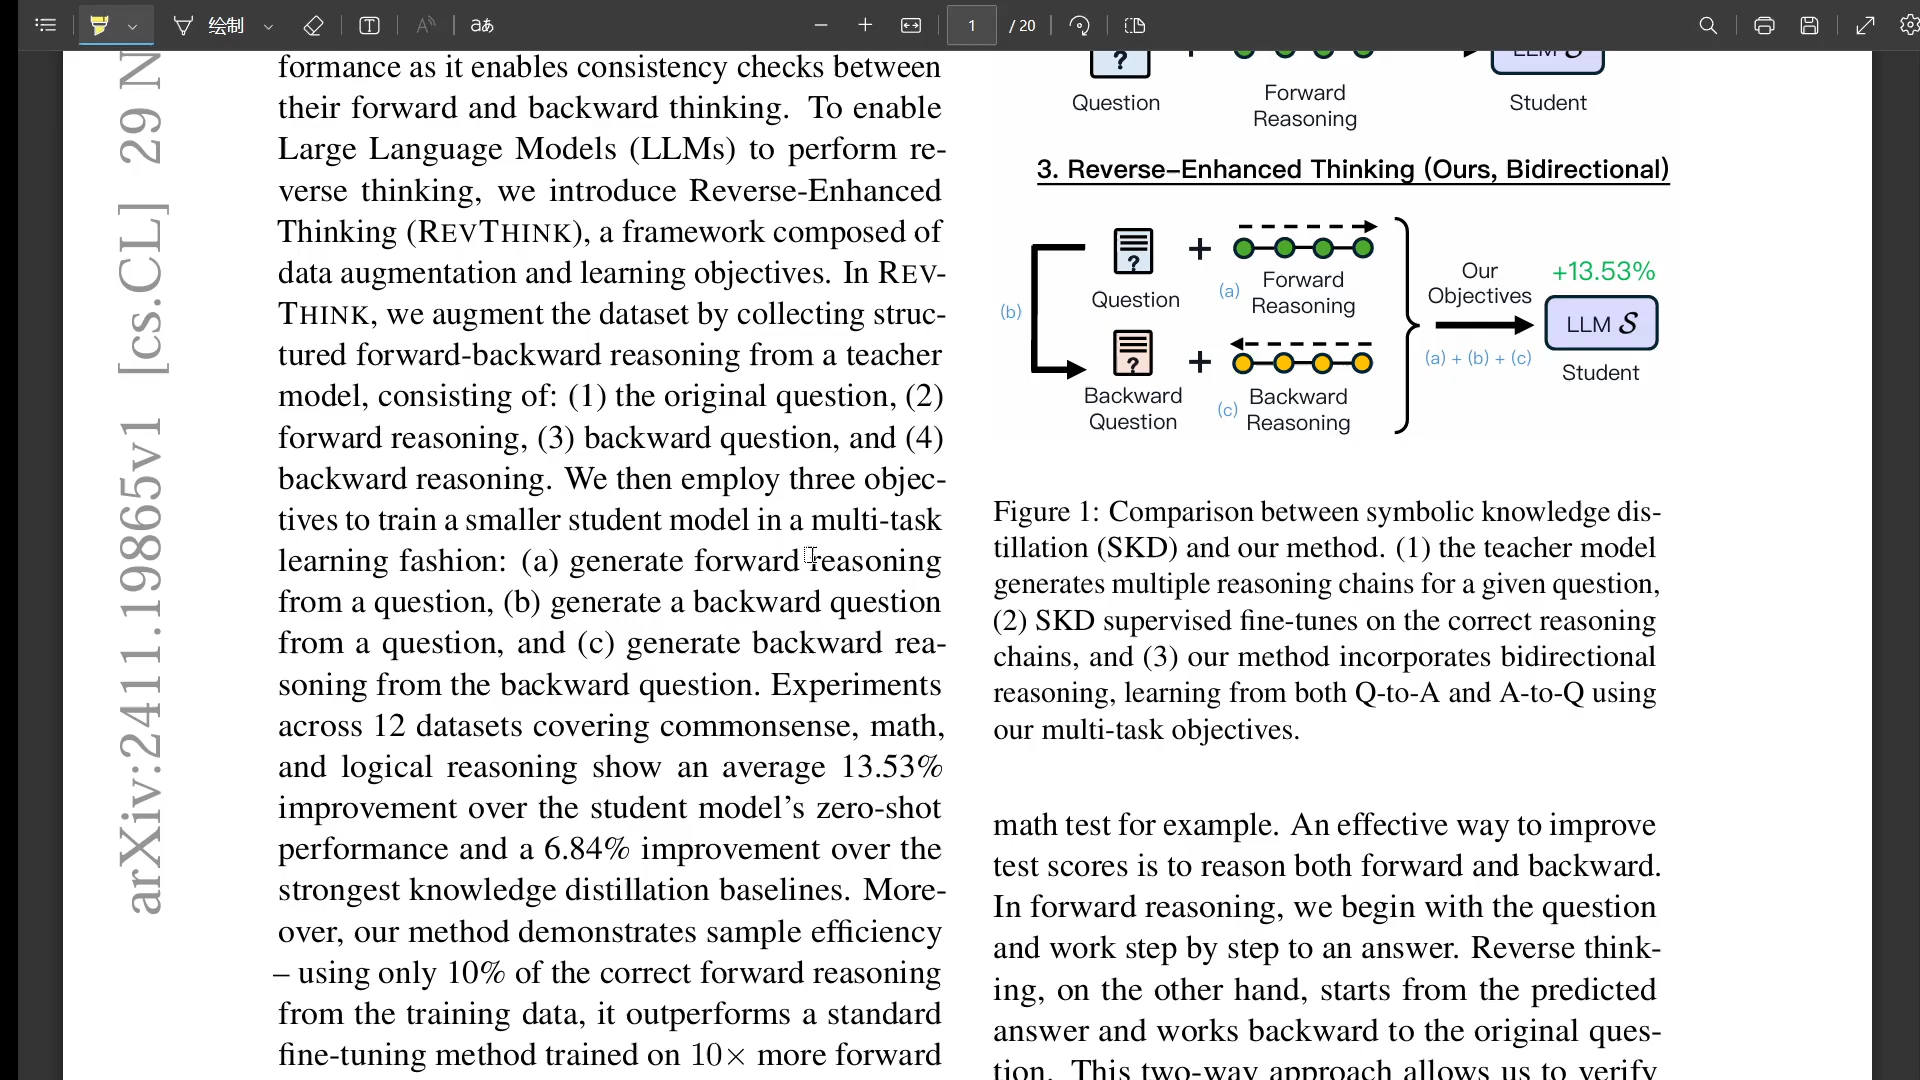 绘制
aあ
1
/ 20
arXiv:2411.19865v1 [cs.CL] 29 N
formance as it enables consistency checks between
their forward and backward thinking. To enable
Large Language Models (LLMs) to perform re-
verse thinking, we introduce Reverse-Enhanced
Thinking (REVTHINK), a framework composed of
data augmentation and learning objectives. In REV-
THINK, we augment the dataset by collecting struc-
tured forward-backward reasoning from a teacher
model, consisting of: (1) the original question, (2)
forward reasoning, (3) backward question, and (4)
backward reasoning. We then employ three objec-
tives to train a smaller student model in a multi-task
learning fashion: (a) generate forward reasoning
from a question, (b) generate a backward question
from a question, and (c) generate backward rea-
soning from the backward question. Experiments
across 12 datasets covering commonsense, math,
and logical reasoning show an average 13.53%
improvement over the student model's zero-shot
performance and a 6.84% improvement over the
strongest knowledge distillation baselines. More-
over, our method demonstrates sample efficiency
– using only 10% of the correct forward reasoning
from the training data, it outperforms a standard
fine-tuning method trained on 10× more forward
?
LLM S
Question
Forward
Reasoning
Student
3. Reverse–Enhanced Thinking (Ours, Bidirectional)
?
+
Question
(a)
Forward
Reasoning
(b)
?
+
Backward
Question
(c)
Backward
Reasoning
Our
Objectives
(a) + (b) + (c)
+13.53%
LLM S
Student
Figure 1: Comparison between symbolic knowledge dis-
tillation (SKD) and our method. (1) the teacher model
generates multiple reasoning chains for a given question,
(2) SKD supervised fine-tunes on the correct reasoning
chains, and (3) our method incorporates bidirectional
reasoning, learning from both Q-to-A and A-to-Q using
our multi-task objectives.
math test for example. An effective way to improve
test scores is to reason both forward and backward.
In forward reasoning, we begin with the question
and work step by step to an answer. Reverse think-
ing, on the other hand, starts from the predicted
answer and works backward to the original ques-
tion. This two-way approach allows us to verify